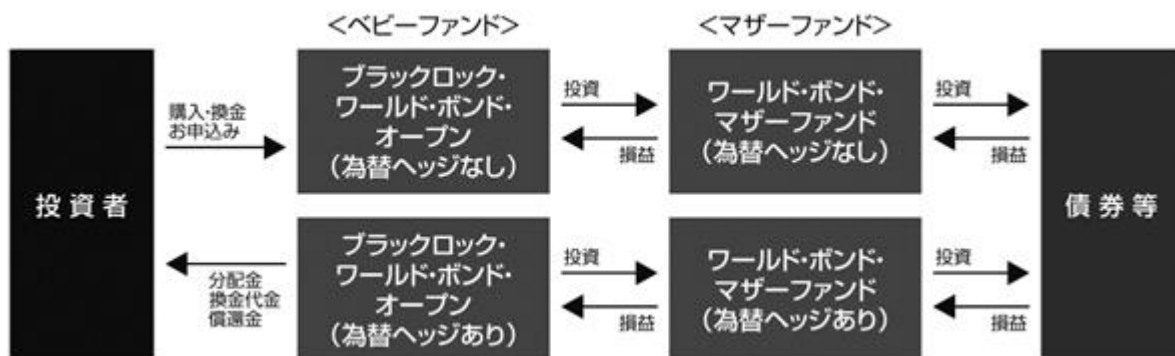 <ベビーファンド>
<マザーファンド>
投資者
購入・換金
お申込み
分配金
換金代金
償還金
ブラックロック・
ワールド・ボンド・
オープン
(為替ヘッジなし)
投資
損益
ワールド・ボンド・
マザーファンド
(為替ヘッジなし)
投資
損益
ブラックロック・
ワールド・ボンド・
オープン
(為替ヘッジあり)
投資
損益
ワールド・ボンド・
マザーファンド
(為替ヘッジあり)
投資
損益
債券等